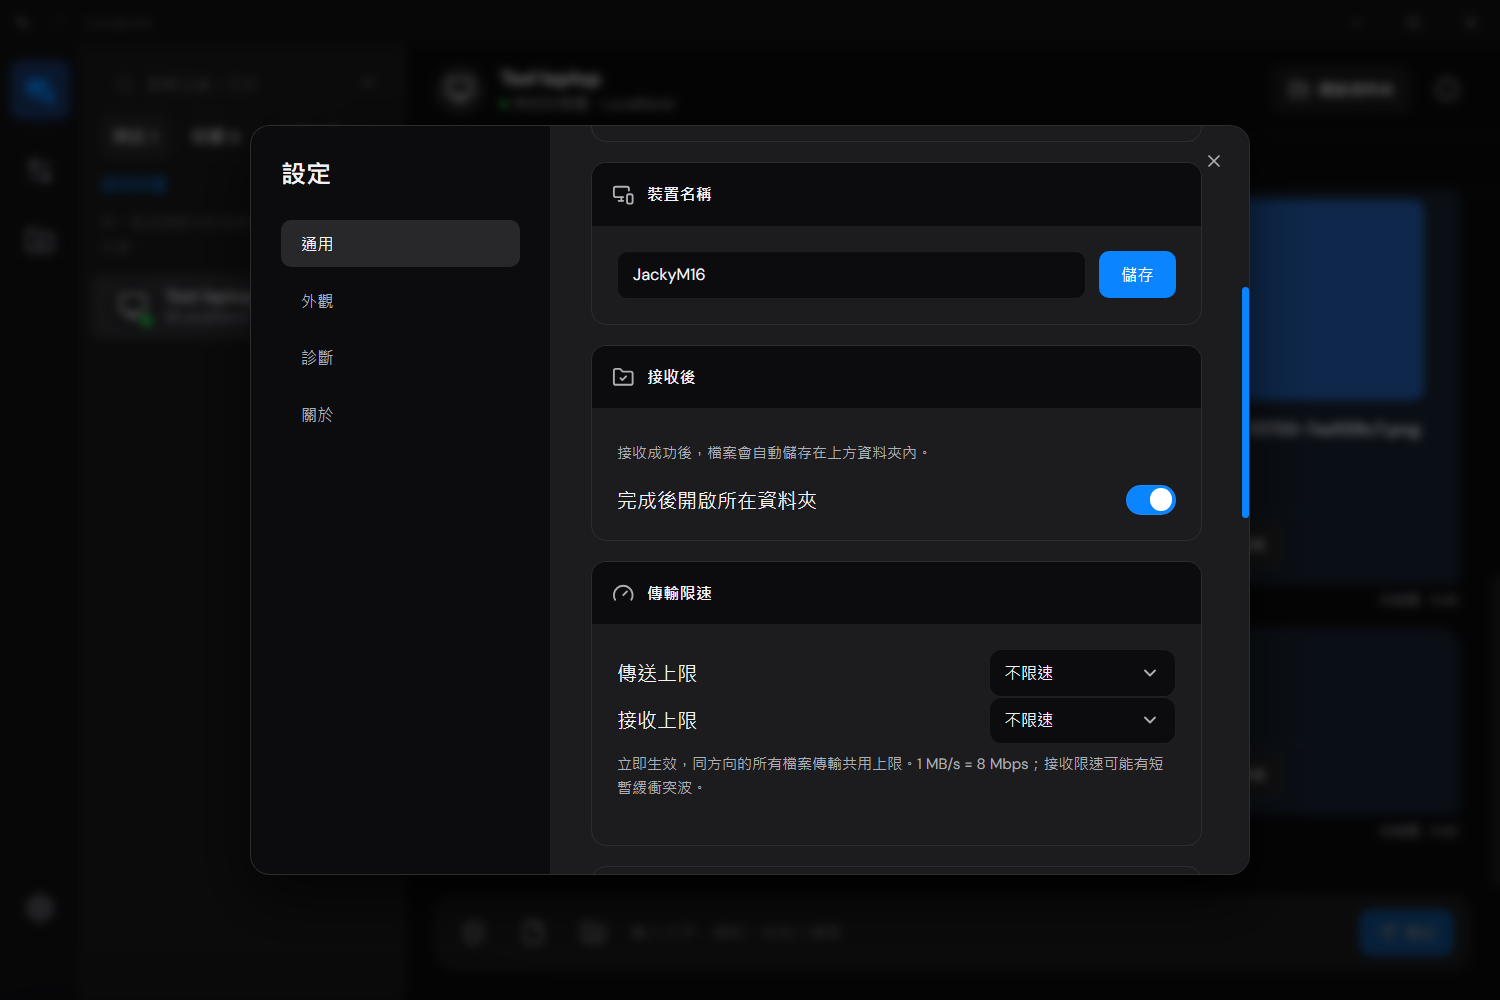 設定
通用
外觀
診斷
關於
裝置名稱
JackyM16
儲存
接收後
接收成功後，檔案會自動儲存在上方資料夾內。
完成後開啟所在資料夾
傳輸限速
傳送上限
不限速
接收上限
不限速
立即生效，同方向的所有檔案傳輸共用上限。1 MB/s = 8 Mbps；接收限速可能有短
暫緩衝突波。